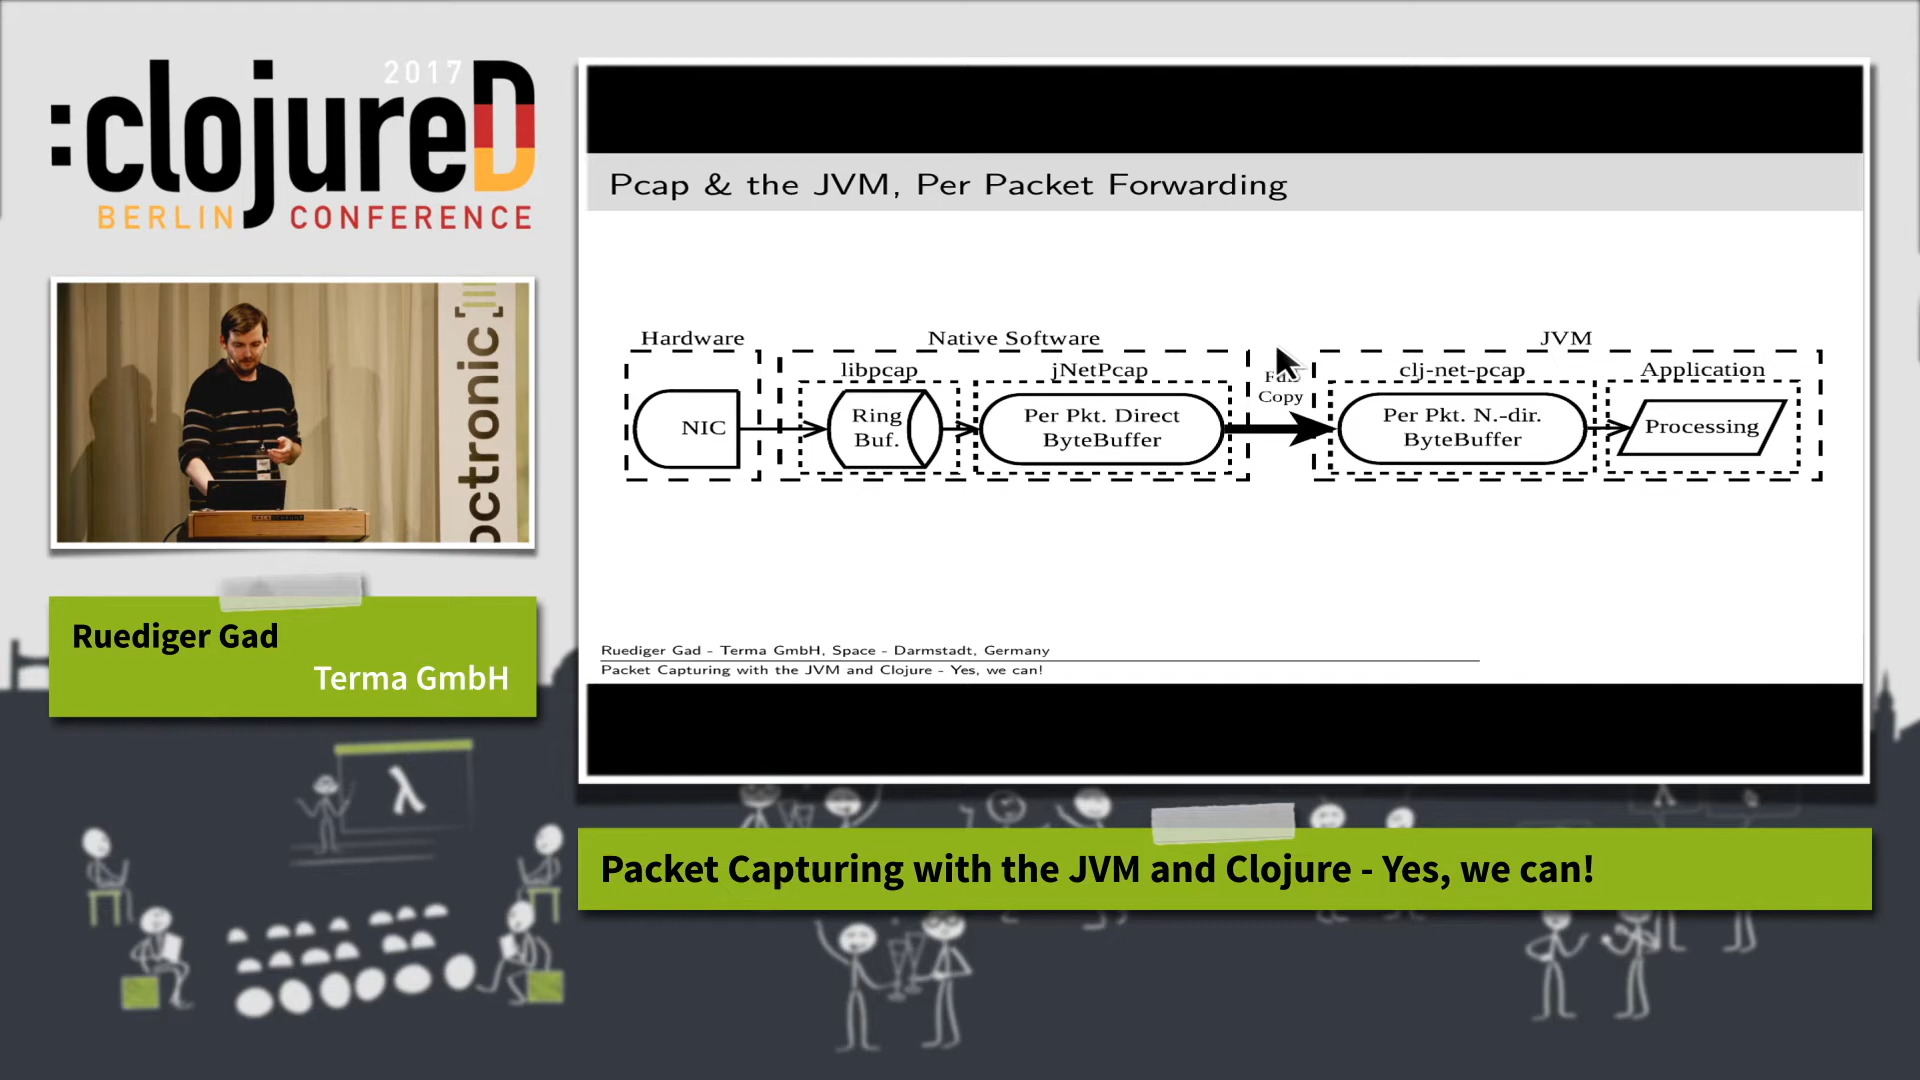 2017
:clojureD
BERLIN CONFERENCE
octronic
Ruediger Gad
Terma GmbH
Pcap & the JVM, Per Packet Forwarding
Hardware
Native Software
JVM
libpcap
jNetPcap
clj-net-pcap
Application
NIC
Ring
Buf.
Per Pkt. Direct
ByteBuffer
Copy
Per Pkt. N.-dir.
ByteBuffer
Processing
Ruediger Gad - Terma GmbH, Space - Darmstadt, Germany
Packet Capturing with the JVM and Clojure - Yes, we can!
Packet Capturing with the JVM and Clojure - Yes, we can!
λ